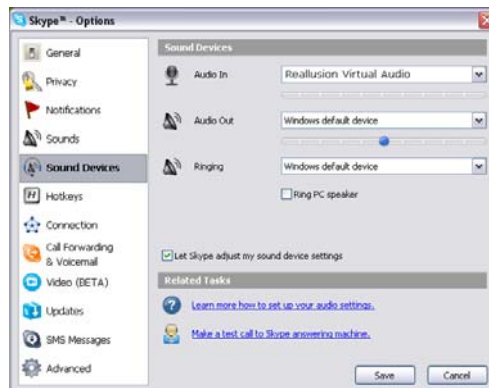 Skype™ - Options
General
Privacy
Notifications
Sounds
Sound Devices
Hotkeys
Connection
Call Forwarding
& Voicemail
Video (BETA)
Updates
SMS Messages
Advanced
Sound Devices
Audio In
Reallusion Virtual Audio
Audio Out
Windows default device
Ringing
Windows default device
Ring PC speaker
Let Skype adjust my sound device settings
Related Tasks
Learn more how to set up your audio settings.
Make a test call to Skype answering machine.
Save
Cancel